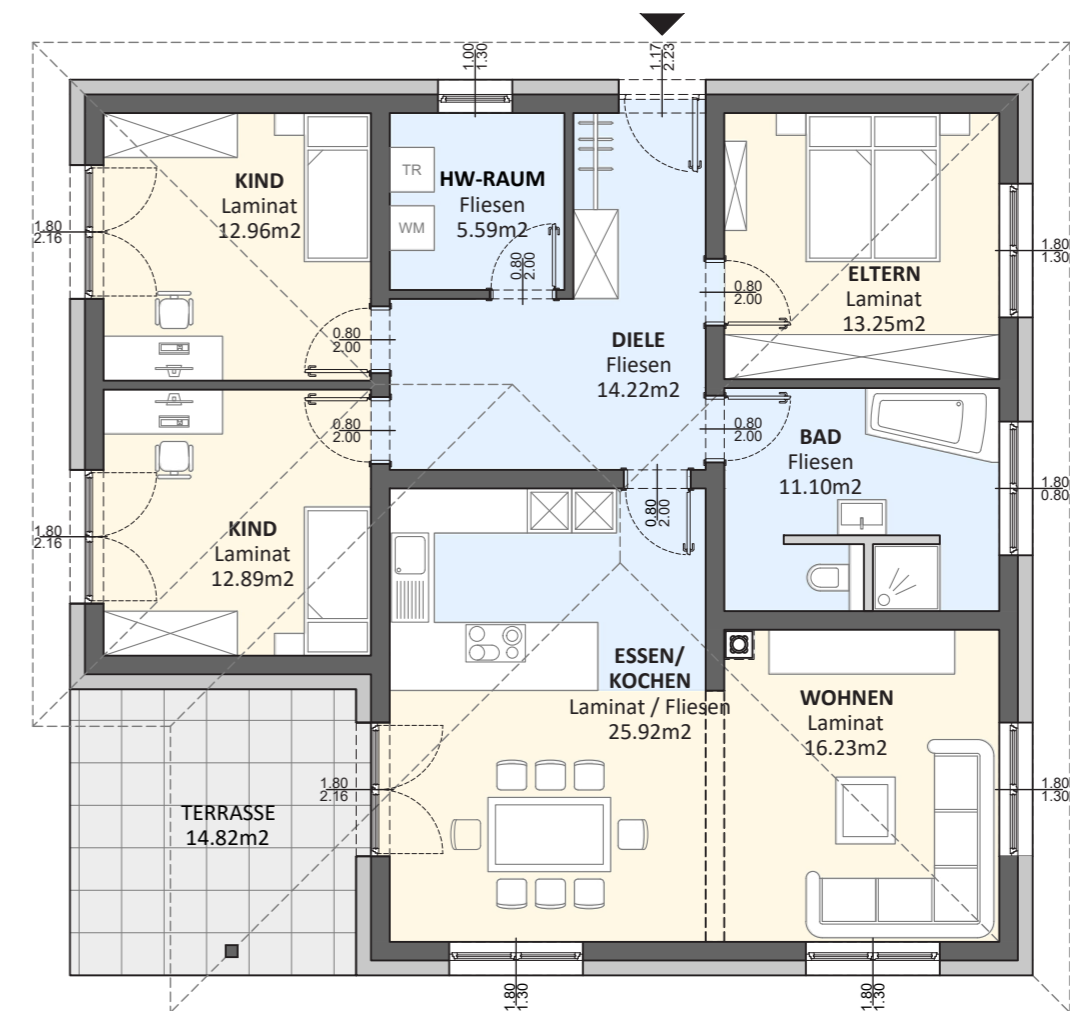 1.00
1.30
1.17
2.23
KIND
Laminat
12.96m2
TR
WM
HW-RAUM
Fliesen
5.59m2
0.80
2.00
ELTERN
Laminat
13.25m2
0.80
2.00
1.80
2.16
1.80
1.30
0.80
2.00
DIELE
Fliesen
14.22m2
0.80
2.00
0.80
2.00
BAD
Fliesen
11.10m2
1.80
0.80
0.80
2.00
1.80
2.16
KIND
Laminat
12.89m2
ESSEN/
KOCHEN
Laminat / Fliesen
25.92m2
WOHNEN
Laminat
16.23m2
1.80
2.16
1.80
1.30
TERRASSE
14.82m2
1.80
1.30
1.80
1.30